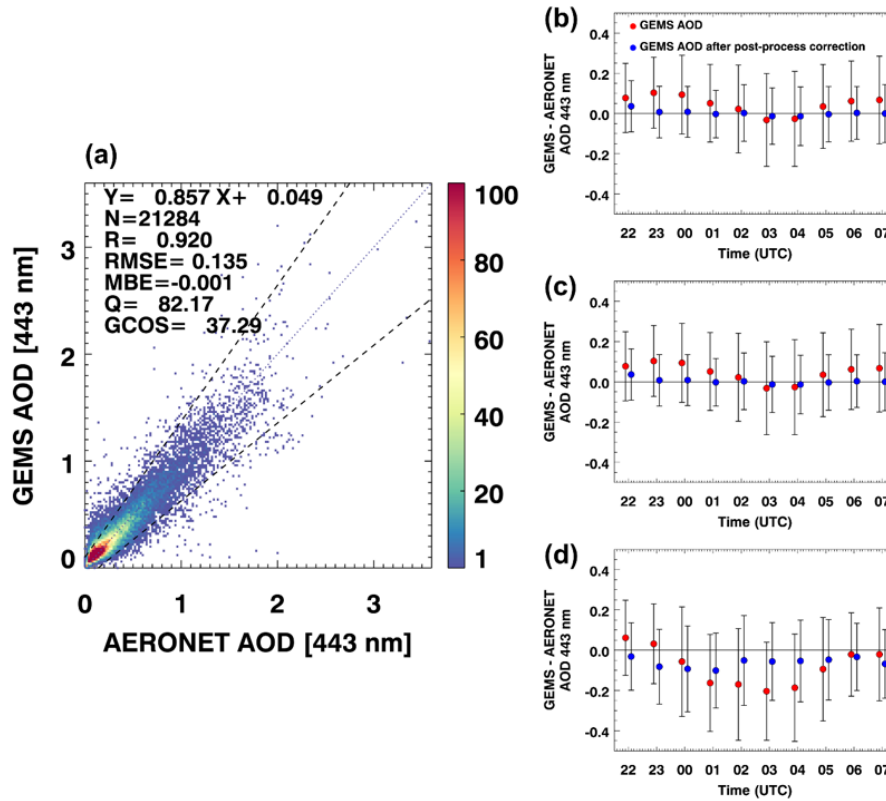 (a)
Y= 0.857 X+ 0.049
N=21284
R= 0.920
RMSE= 0.135
MBE=-0.001
Q= 82.17
GCOS= 37.29
3
2
1
0
GEMS AOD [443 nm]
0 1 2 3
AERONET AOD [443 nm]
100
80
60
40
20
1
(b)
GEMS AOD
GEMS AOD after post-process correction
0.4
0.2
0.0
-0.2
-0.4
GEMS - AERONET
AOD 443 nm
22 23 00 01 02 03 04 05 06 07
Time (UTC)
(c)
0.4
0.2
0.0
-0.2
-0.4
GEMS - AERONET
AOD 443 nm
22 23 00 01 02 03 04 05 06 07
Time (UTC)
(d)
0.4
0.2
0.0
-0.2
-0.4
GEMS - AERONET
AOD 443 nm
22 23 00 01 02 03 04 05 06 07
Time (UTC)